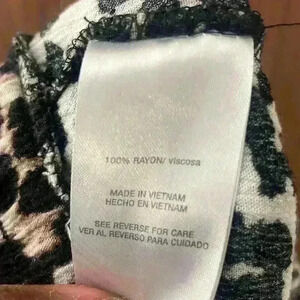 100% RAYON/ viscosa
MADE IN VIETNAM
HECHO EN VIETNAM
SEE REVERSE FOR CARE
VER AL REVERSO PARA CUIDADO